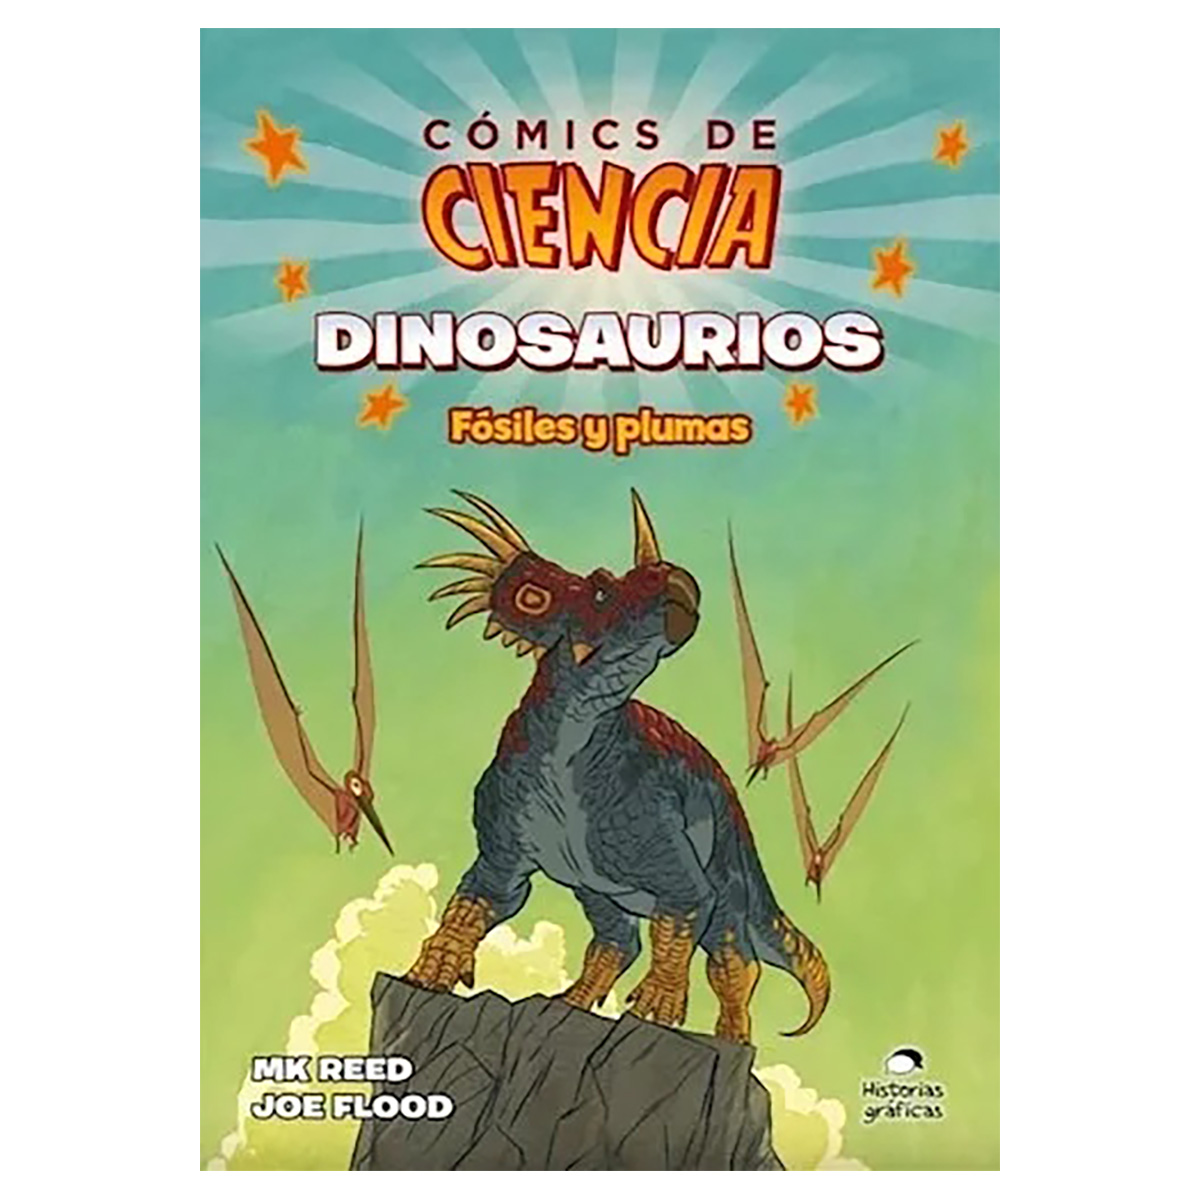 CÓMICS DE
CIENCIA
DINOSAURIOS
Fósiles y plumas
MK REED
JOE FLOOD
Historias
gráficas